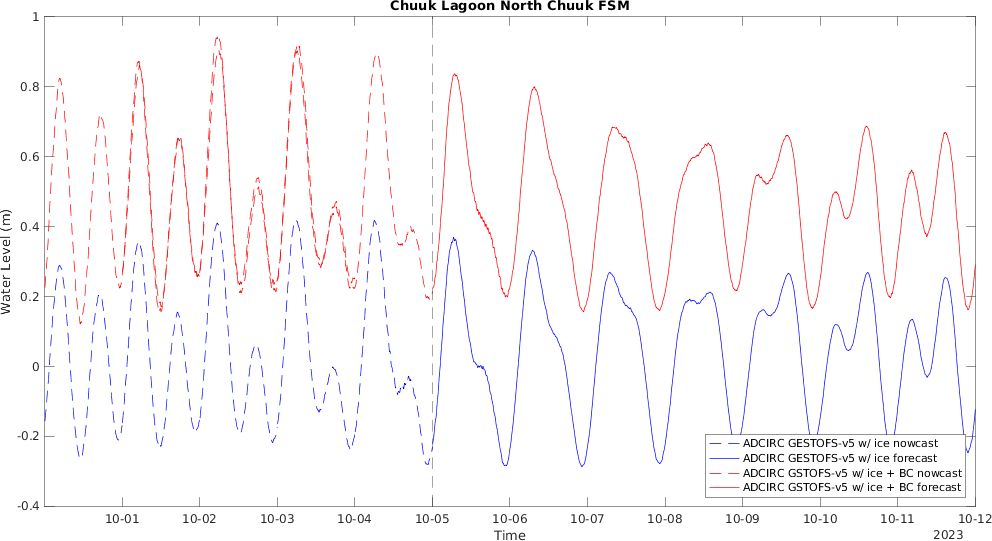 Chuuk Lagoon North Chuuk FSM
1
0.8
0.6
0.4
0.2
0
-0.2
-0.4
Water Level (m)
ADCIRC GESTOFS-v5 w/ ice nowcast
ADCIRC GESTOFS-v5 w/ ice forecast
ADCIRC GSTOFS-v5 w/ ice + BC nowcast
ADCIRC GSTOFS-v5 w/ ice + BC forecast
10-01 10-02 10-03 10-04 10-05 10-06 10-07 10-08 10-09 10-10 10-11 10-12
Time
2023